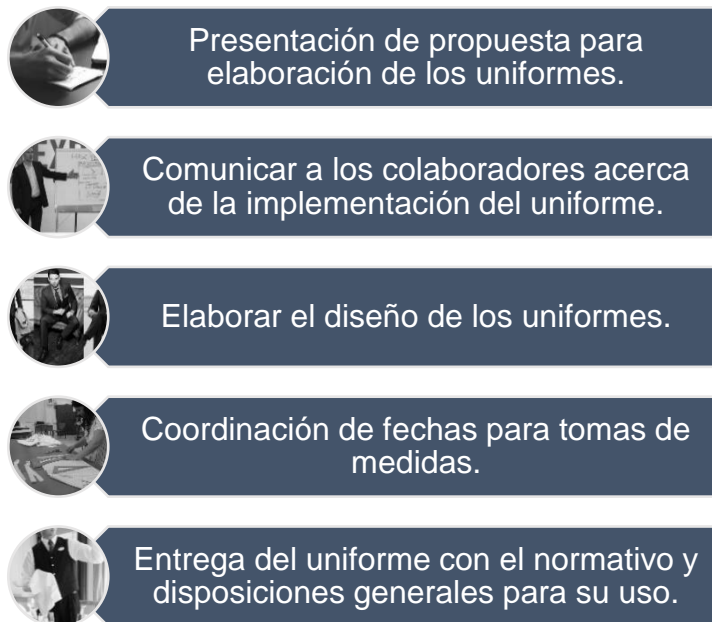 Presentación de propuesta para
elaboración de los uniformes.
Comunicar a los colaboradores acerca
de la implementación del uniforme.
Elaborar el diseño de los uniformes.
Coordinación de fechas para tomas de
medidas.
Entrega del uniforme con el normativo y
disposiciones generales para su uso.